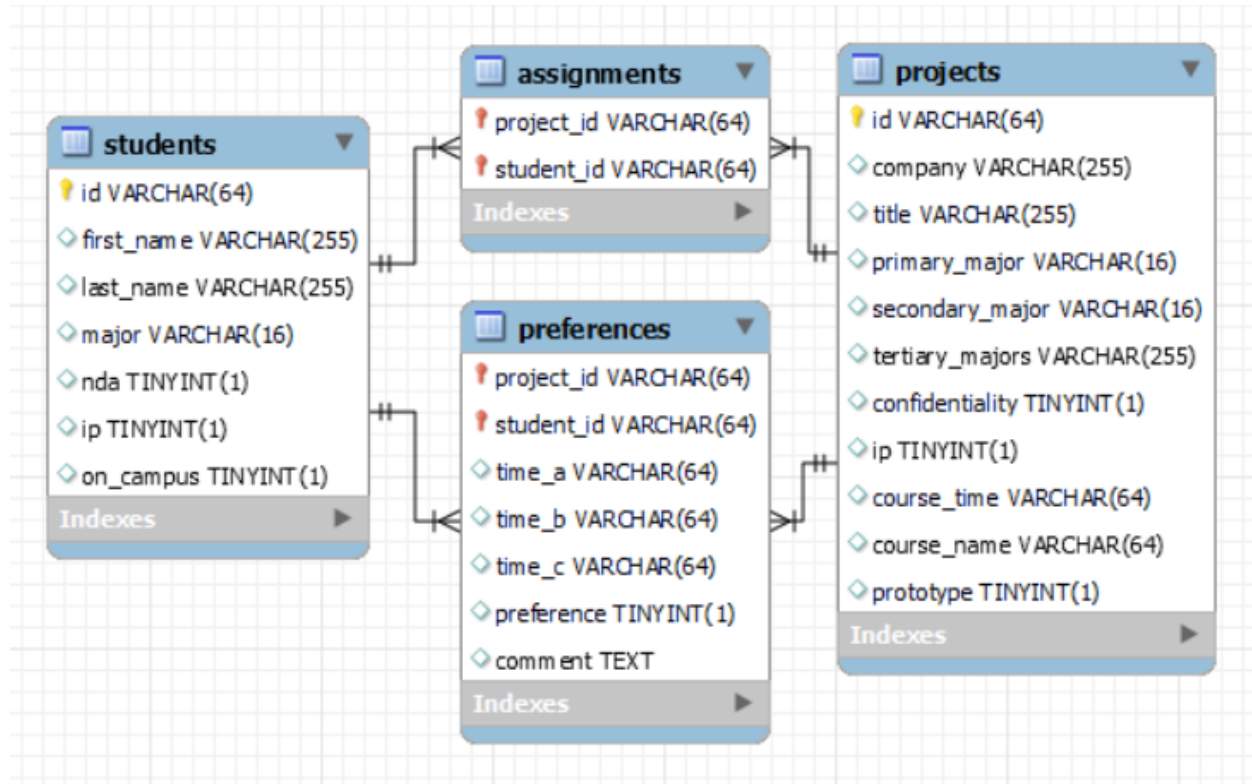 students
id VARCHAR(64)
first_name VARCHAR(255)
last_name VARCHAR(255)
major VARCHAR(16)
nda TINYINT(1)
ip TINYINT(1)
on_campus TINYINT(1)
Indexes
assignments
project_id VARCHAR(64)
student_id VARCHAR(64)
Indexes
preferences
project_id VARCHAR(64)
student_id VARCHAR(64)
time_a VARCHAR(64)
time_b VARCHAR(64)
time_c VARCHAR(64)
preference TINYINT(1)
comment TEXT
Indexes
projects
id VARCHAR(64)
company VARCHAR(255)
title VARCHAR(255)
primary_major VARCHAR(16)
secondary_major VARCHAR(16)
tertiary_majors VARCHAR(255)
confidentiality TINYINT(1)
ip TINYINT(1)
course_time VARCHAR(64)
course_name VARCHAR(64)
prototype TINYINT(1)
Indexes